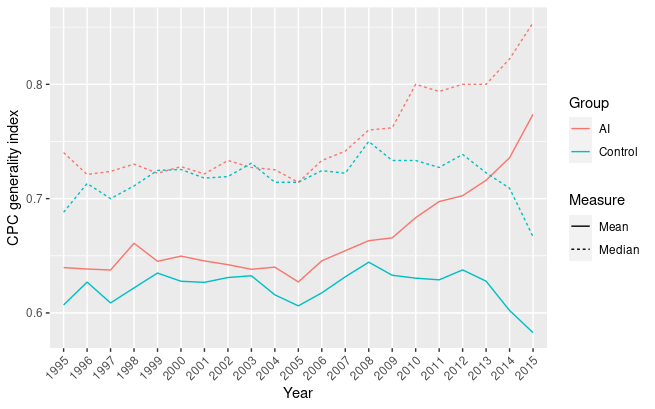 CPC generality index
0.8
0.7
0.6
1995 1996 1997 1998 1999 2000 2001 2002 2003 2004 2005 2006 2007 2008 2009 2010 2011 2012 2013 2014 2015
Year
Group
AI
Control
Measure
Mean
Median